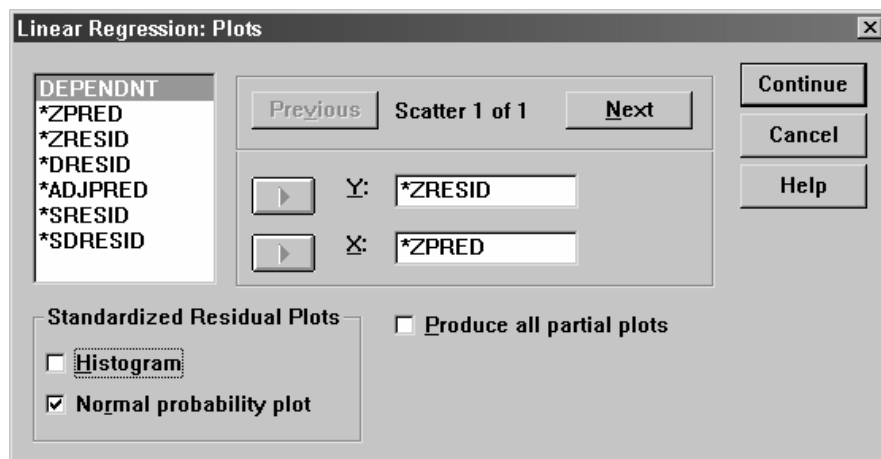 Linear Regression: Plots
DEPENDNT
*ZPRED
*ZRESID
*DRESID
*ADJPRED
*SRESID
*SDRESID
Previous
Scatter 1 of 1
Next
Y:
*ZRESID
X:
*ZPRED
Continue
Cancel
Help
Standardized Residual Plots
Histogram
Normal probability plot
Produce all partial plots